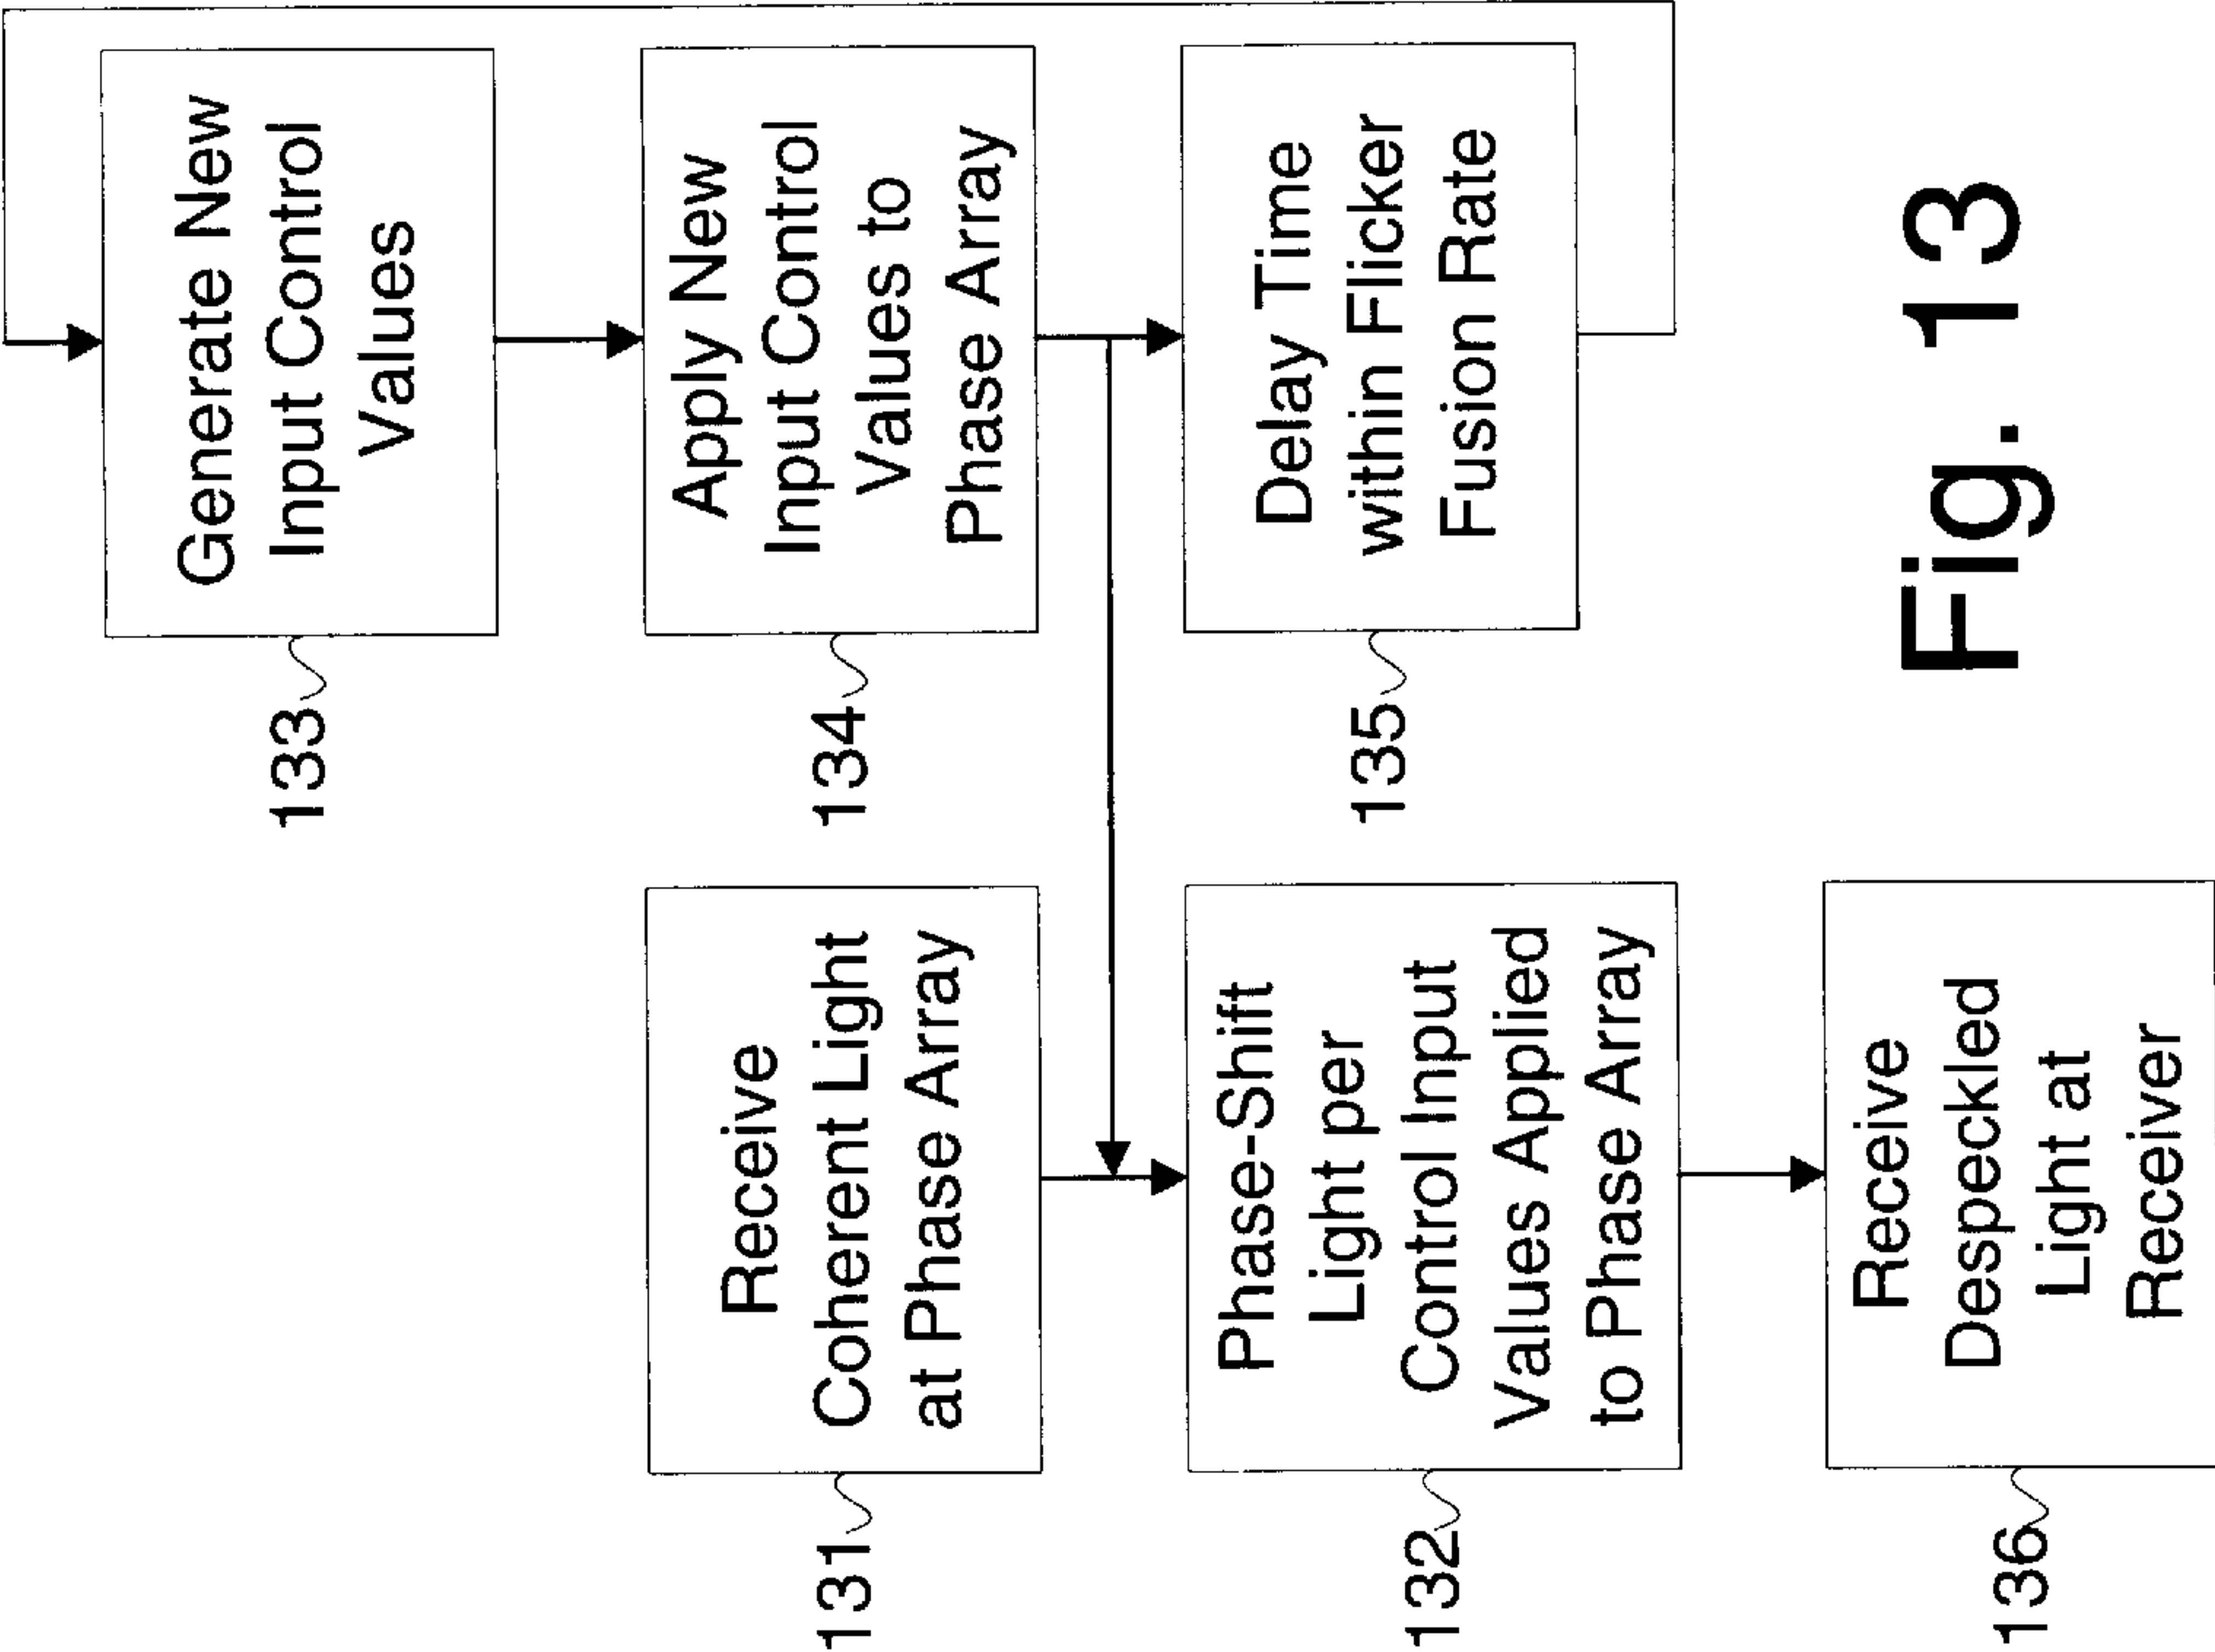 131
Receive
Coherent Light
at Phase Array
132
Phase-Shift
Light per
Control Input
Values Applied
to Phase Array
136
Receive
Despeckled
Light at
Receiver
133
Generate New
Input Control
Values
134
Apply New
Input Control
Values to
Phase Array
135
Delay Time
within Flicker
Fusion Rate
Fig. 13